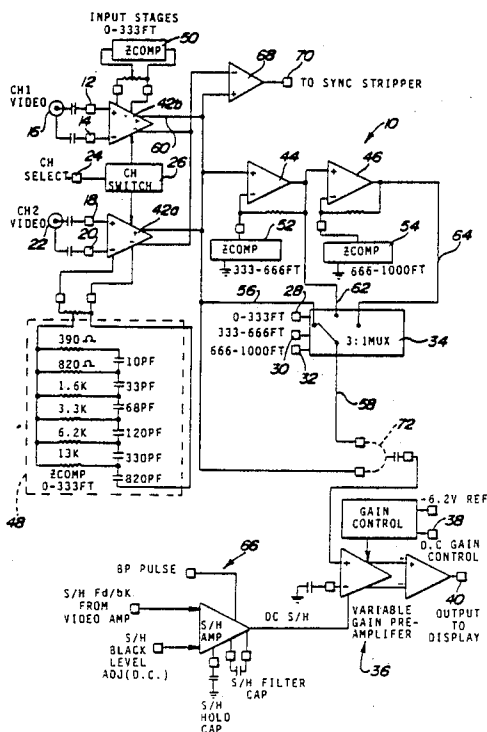 INPUT STAGES
0-333FT
50
ZCOMP
CH1
VIDEO
12
14
16
42b
60
68
70
TO SYNC STRIPPER
10
24
CH
SELECT
26
CH
SWITCH
CH2
VIDEO
18
20
22
42a
44
46
52
ZCOMP
333-666FT
54
ZCOMP
666-1000FT
64
56
28
62
0-333FT
333-666FT
30
666-1000FT
32
3:1MUX
34
58
390 Ω
10PF
820 Ω
33PF
1.6K
68PF
3.3K
120PF
6.2K
330PF
13K
820PF
ZCOMP
0-333FT
48
72
66
8P PULSE
GAIN
CONTROL
-6.2V REF
38
D.C GAIN
CONTROL
S/H Fd/bK
FROM
VIDEO AMP
S/H
AMP
DC S/H
S/H
BLACK
LEVEL
ADJ(D.C.)
S/H FILTER
CAP
S/H
HOLD
CAP
VARIABLE
GAIN PRE-
AMPLIFER
36
40
OUTPUT
TO
DISPLAY